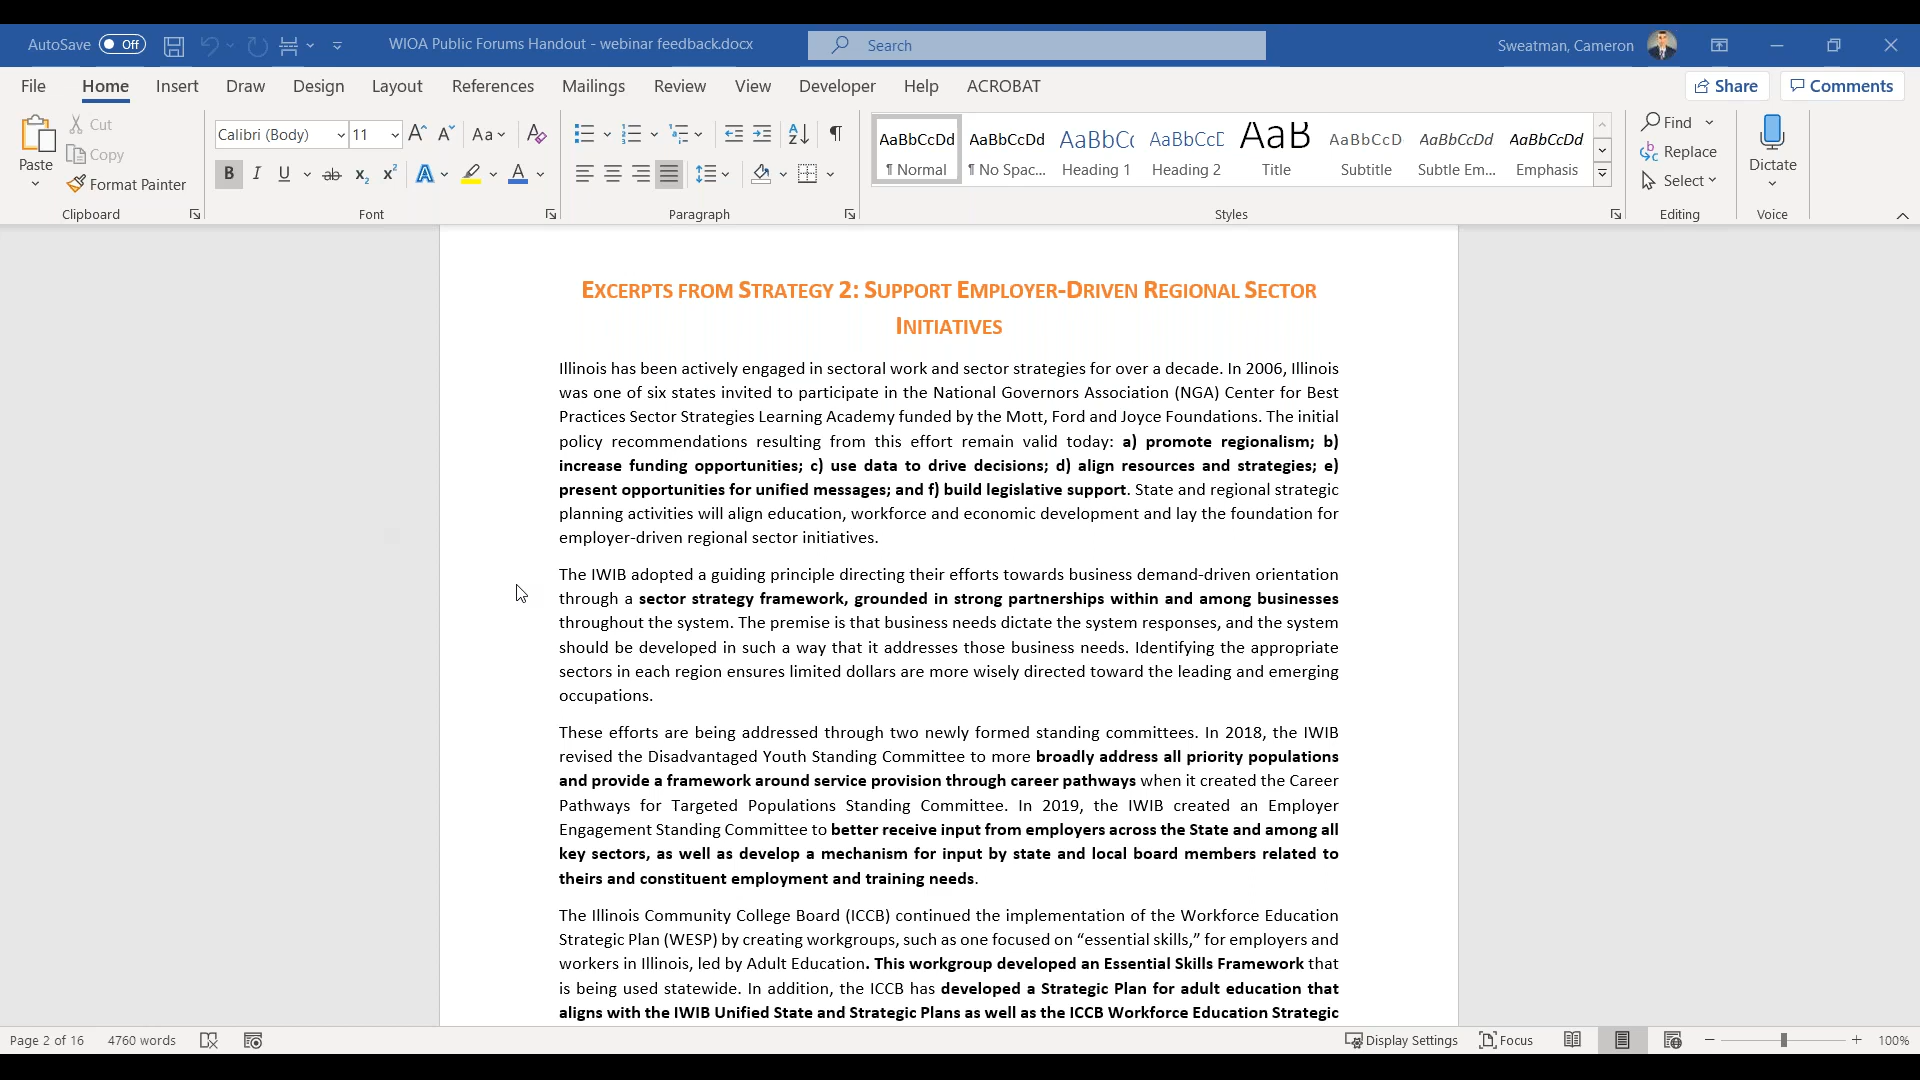 AutoSave Off WIOA Public Forums Handout - webinar feedback.docx Search Sweatman, Cameron
File Home Insert Draw Design Layout References Mailings Review View Developer Help ACROBAT Share Comments
Paste
Cut
Copy
Format Painter
Clipboard
Calibri (Body) 11 Aa
B I U ab x₂ x² A A
Font
Paragraph
AaBbCcDd AaBbCcDd AaBbC( AaBbCcE AaB AaBbCcD AaBbCcDd AaBbCcDd
¶ Normal ¶ No Spac... Heading 1 Heading 2 Title Subtitle Subtle Em... Emphasis
Styles
Find
Replace
Select
Editing
Dictate
Voice
EXCERPTS FROM STRATEGY 2: SUPPORT EMPLOYER-DRIVEN REGIONAL SECTOR
INITIATIVES
Illinois has been actively engaged in sectoral work and sector strategies for over a decade. In 2006, Illinois
was one of six states invited to participate in the National Governors Association (NGA) Center for Best
Practices Sector Strategies Learning Academy funded by the Mott, Ford and Joyce Foundations. The initial
policy recommendations resulting from this effort remain valid today: a) promote regionalism; b)
increase funding opportunities; c) use data to drive decisions; d) align resources and strategies; e)
present opportunities for unified messages; and f) build legislative support. State and regional strategic
planning activities will align education, workforce and economic development and lay the foundation for
employer-driven regional sector initiatives.
The IWIB adopted a guiding principle directing their efforts towards business demand-driven orientation
through a sector strategy framework, grounded in strong partnerships within and among businesses
throughout the system. The premise is that business needs dictate the system responses, and the system
should be developed in such a way that it addresses those business needs. Identifying the appropriate
sectors in each region ensures limited dollars are more wisely directed toward the leading and emerging
occupations.
These efforts are being addressed through two newly formed standing committees. In 2018, the IWIB
revised the Disadvantaged Youth Standing Committee to more broadly address all priority populations
and provide a framework around service provision through career pathways when it created the Career
Pathways for Targeted Populations Standing Committee. In 2019, the IWIB created an Employer
Engagement Standing Committee to better receive input from employers across the State and among all
key sectors, as well as develop a mechanism for input by state and local board members related to
theirs and constituent employment and training needs.
The Illinois Community College Board (ICCB) continued the implementation of the Workforce Education
Strategic Plan (WESP) by creating workgroups, such as one focused on “essential skills,” for employers and
workers in Illinois, led by Adult Education. This workgroup developed an Essential Skills Framework that
is being used statewide. In addition, the ICCB has developed a Strategic Plan for adult education that
aligns with the IWIB Unified State and Strategic Plans as well as the ICCB Workforce Education Strategic
Page 2 of 16 4760 words Display Settings Focus 100%